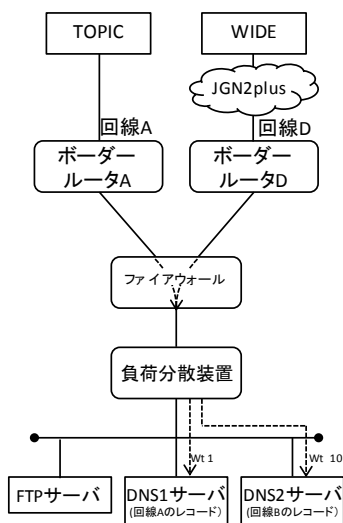 TOPIC
WIDE
JGN2plus
回線A
回線D
ボーダー
ルータA
ボーダー
ルータD
ファイアウォール
負荷分散装置
Wt 1
Wt 10
FTPサーバ
DNS1サーバ
(回線Aのレコード)
DNS2サーバ
(回線Bのレコード)